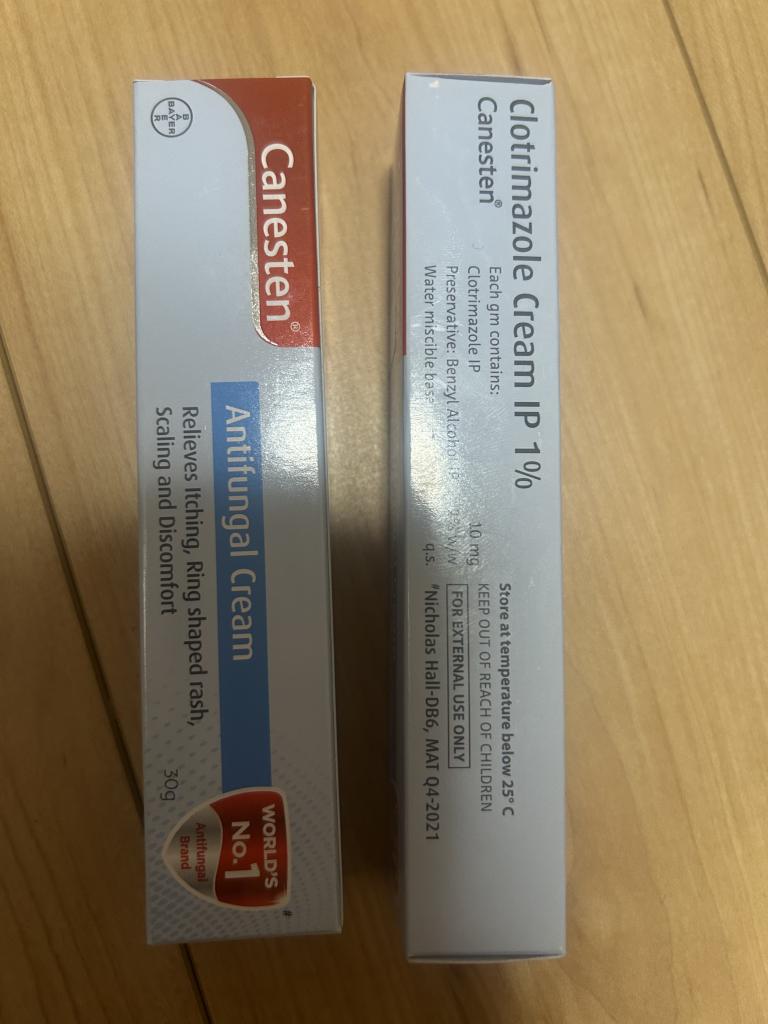 BAYER
BAYER
Canesten®
Antifungal Cream
Relieves Itching, Ring shaped rash,
Scaling and Discomfort
30g
WORLD'S
No.1
Antifungal
Brand
#
Clotrimazole Cream IP 1%
Canesten®
Each gm contains:
Clotrimazole IP 10 mg
Preservative: Benzyl Alcohol IP w/w
Water miscible base q.s.
Store at temperature below 25° C
KEEP OUT OF REACH OF CHILDREN
FOR EXTERNAL USE ONLY
#Nicholas Hall-DB6, MAT Q4-2021